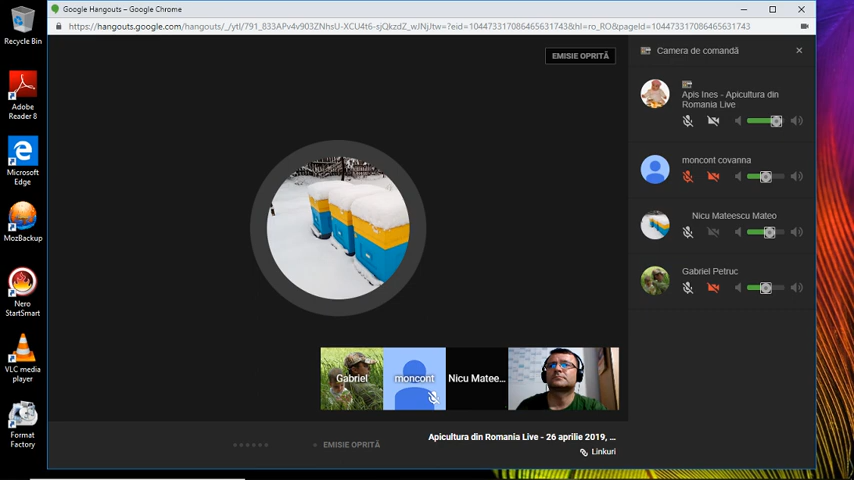 Google Hangouts – Google Chrome
https://hangouts.google.com/hangouts/_/ytl/791_833APv4v903ZNhsU-XCU4t6-sjQkzdZ_wJNjJtw=?eid=104473317086465631743&hl=ro_RO&pageId=104473317086465631743
Recycle Bin
Adobe
Reader 8
Microsoft
Edge
MozBackup
Nero
StartSmart
VLC media
player
Format
Factory
EMISIE OPRITĂ
Camera de comandă
Apis Ines - Apicultura din
Romania Live
moncont covanna
Nicu Mateescu Mateo
Gabriel Petruc
Gabriel
moncont
Nicu Matee...
EMISIE OPRITĂ
Apicultura din Romania Live - 26 aprilie 2019, ...
Linkuri